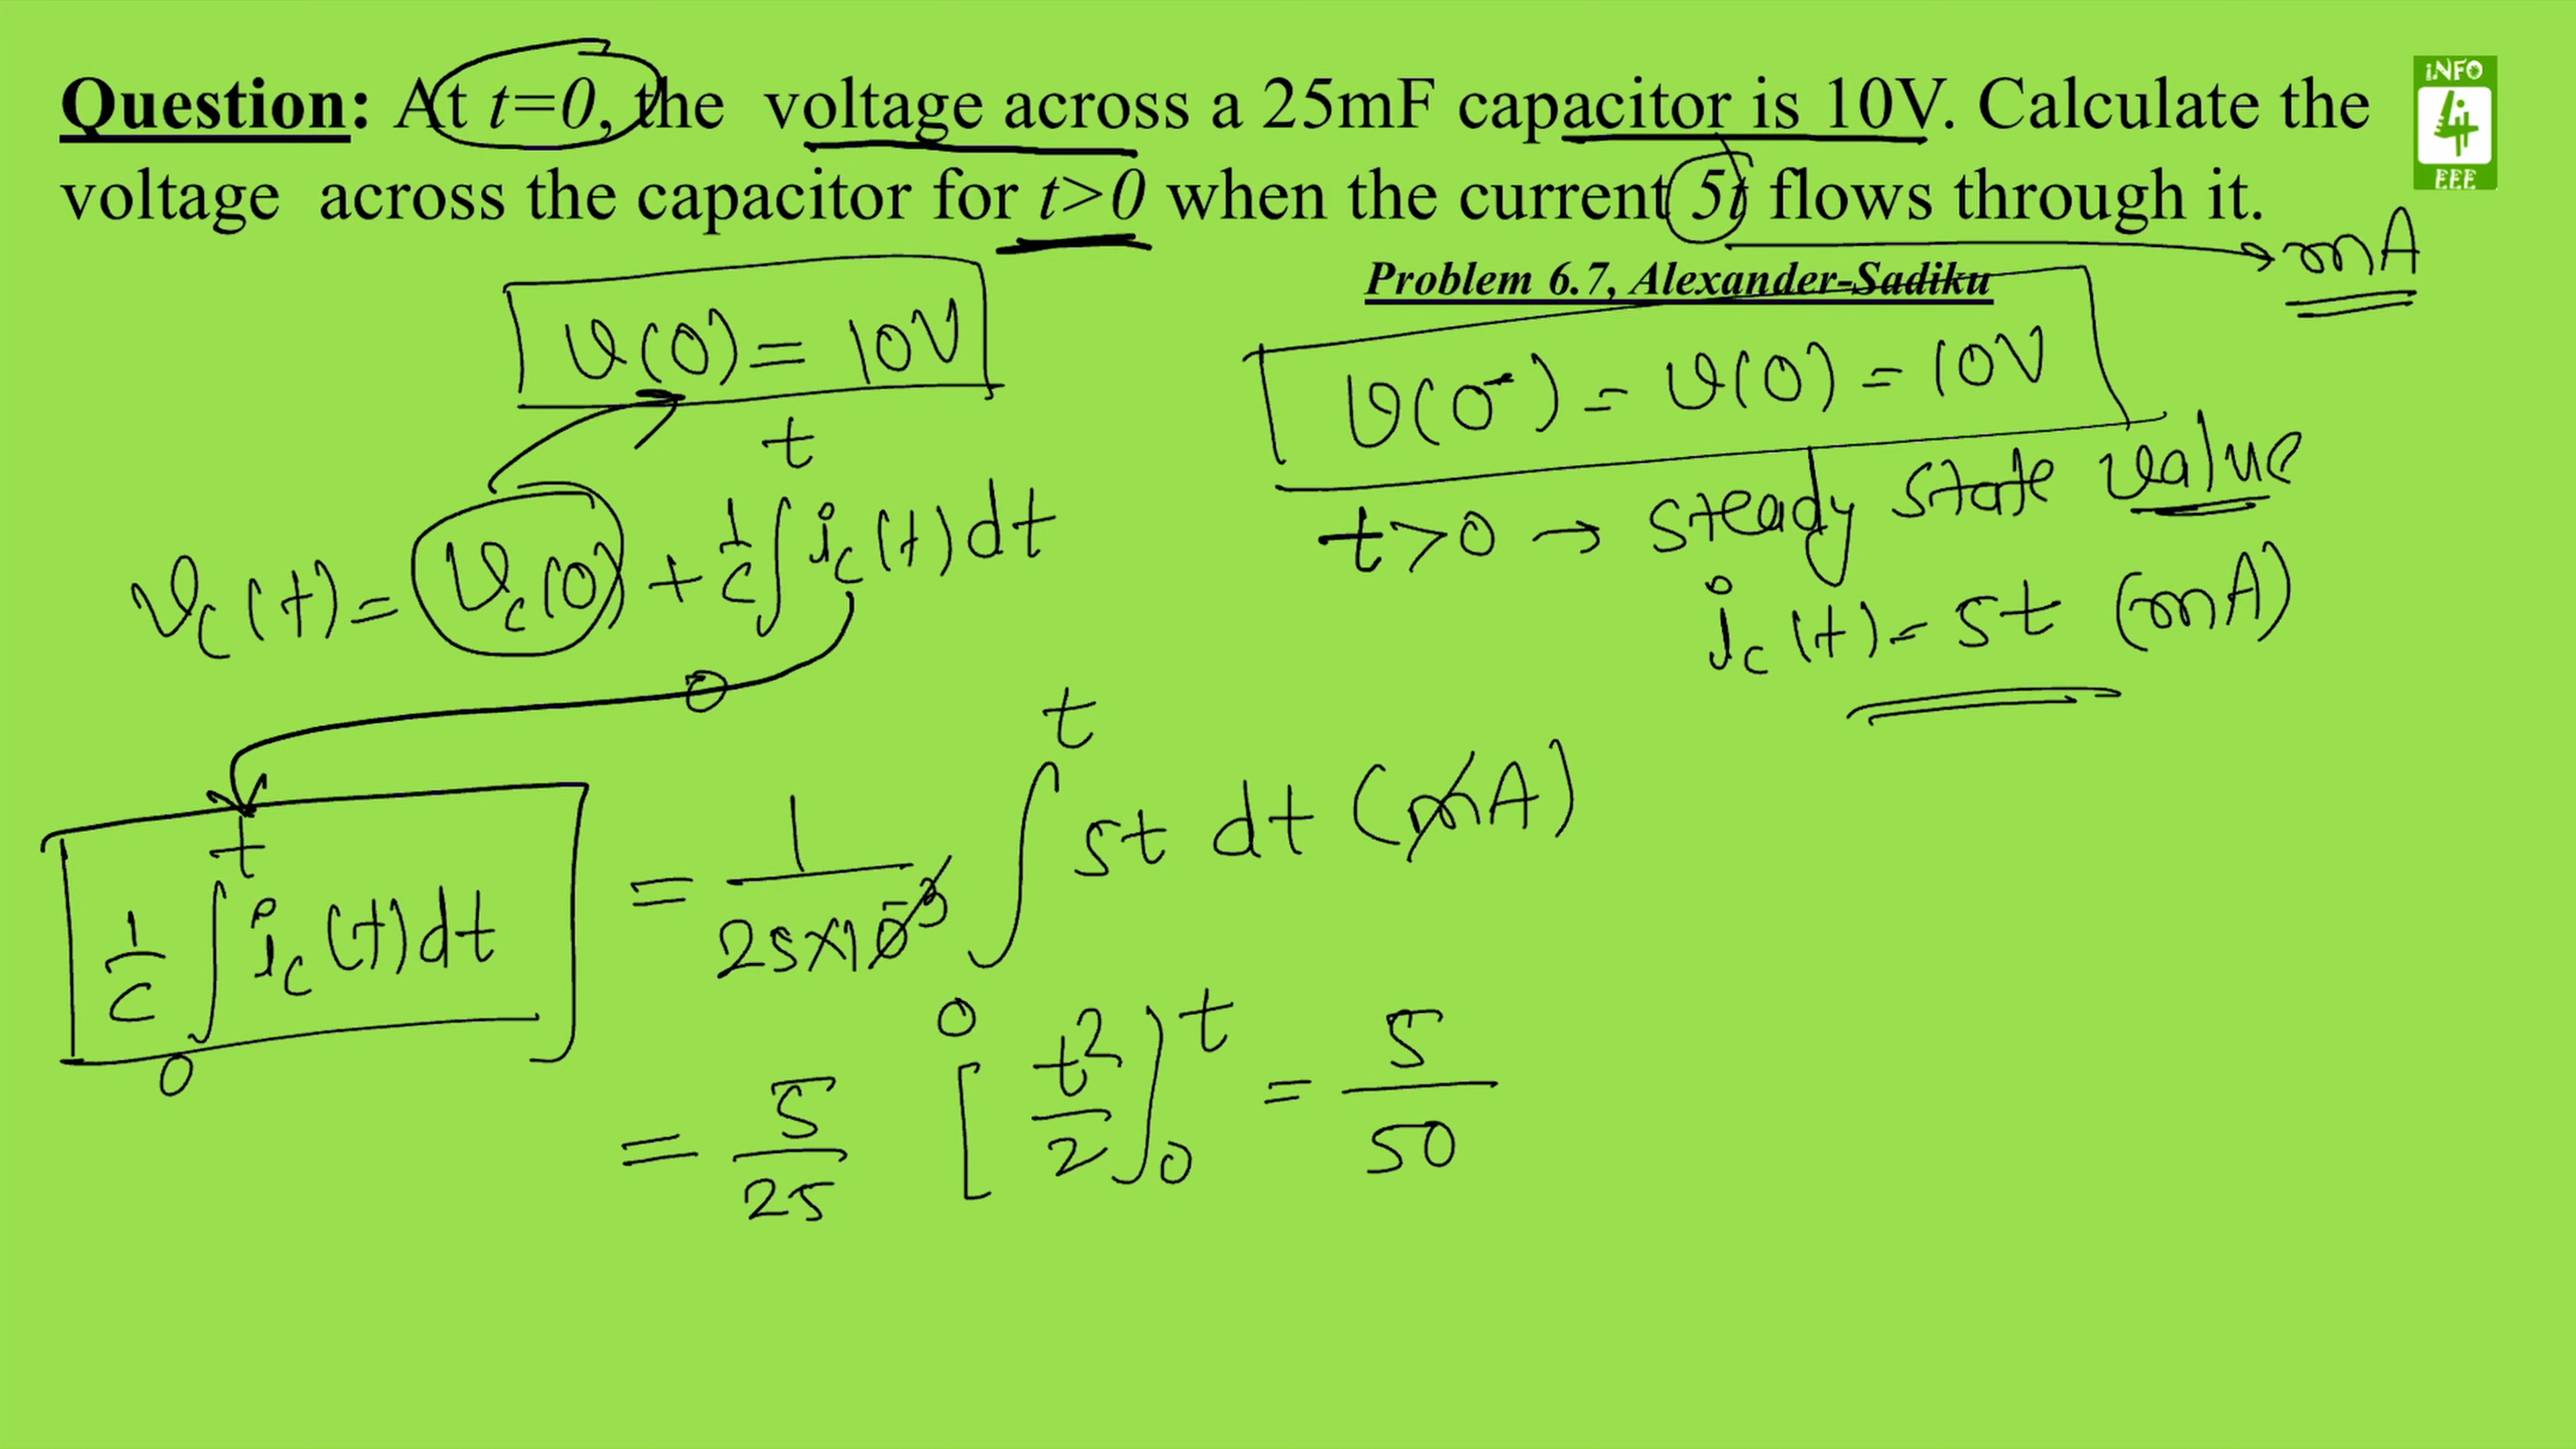 Question: At t=0, the voltage across a 25mF capacitor is 10V. Calculate the
voltage across the capacitor for t>0 when the current 5t flows through it.
iNFO
4
EEE
mA
Problem 6.7, Alexander-Sadiku
v(0) = 10V
v(0⁻) = v(0) = 10V
t>0 → steady state value
v_c(t) = v_c(0) + 1/c ∫₀ᵗ i_c(t)dt
i_c(t) = 5t (mA)
1/c ∫₀ᵗ i_c(t)dt = 1/(25×10⁻³) ∫₀ᵗ 5t dt (mA)
= 5/25 [t²/2]₀ᵗ = 5/50